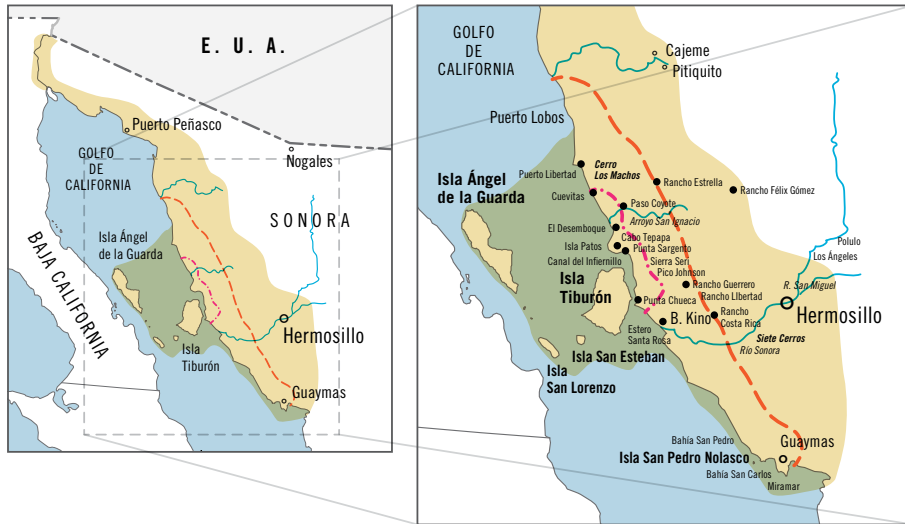 E. U. A.
Puerto Peñasco
GOLFO
DE
CALIFORNIA
Nogales
SONORA
Isla Ángel
de la Guarda
BAJA CALIFORNIA
Hermosillo
Isla
Tiburón
Guaymas
GOLFO
DE
CALIFORNIA
Cajeme
Pitiquito
Puerto Lobos
Cerro
Los Machos
Puerto Libertad
Isla Ángel
de la Guarda
Cuevitas
Rancho Estrella
Rancho Félix Gómez
Paso Coyote
Arroyo San Ignacio
El Desemboque
Cabo Tepapa
Isla Patos
Punta Sargento
Canal del Infiernillo
Sierra Seri
Pico Johnson
Polulo
Los Ángeles
Isla
Tiburón
Rancho Guerrero
Rancho LIbertad
R. San Miguel
Punta Chueca
B. Kino
Rancho
Costa Rica
Hermosillo
Estero
Santa Rosa
Siete Cerros
Río Sonora
Isla San Esteban
Isla
San Lorenzo
Bahía San Pedro
Guaymas
Isla San Pedro Nolasco
Bahía San Carlos
Miramar